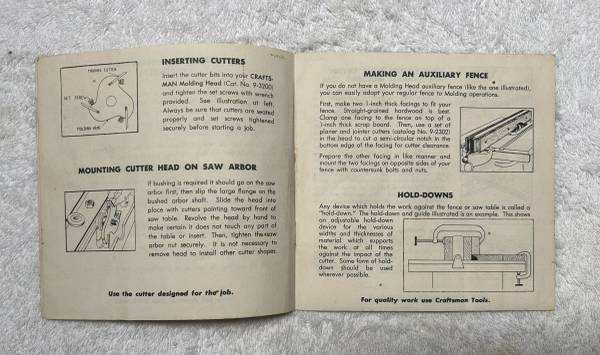 INSERTING CUTTERS
MOLDING CUTTER
SET SCREW
MOLDING HEAD
Insert the cutter bits into your CRAFTS-
MAN Molding Head (Cat. No. 9-3200)
and tighten the set screws with wrench
provided. See illustration at left.
Always be sure that cutters are seated
properly and set screws tightened
securely before starting a job.
MOUNTING CUTTER HEAD ON SAW ARBOR
If bushing is required it should go on the saw
arbor first, then slip the large flange on the
bushed arbor shaft. Slide the head into
place with cutters pointing toward front of
saw table. Revolve the head by hand to
make certain it does not touch any part of
the table or insert. Then, tighten the saw
arbor nut securely. It is not necessary to
remove head to install other cutter shapes.
Use the cutter designed for the job.
MAKING AN AUXILIARY FENCE
If you do not have a Molding Head auxiliary fence (like the one illustrated),
you can easily adapt your regular fence to Molding operations.
First, make two 1-inch thick facings to fit your
fence. Straight-grained hardwood is best.
Clamp one facing to the fence on top of a
1-inch thick scrap board. Then, use a set of
planer and jointer cutters (catalog No. 9-2302)
in the head to cut a semi-circular notch in the
bottom edge of the facing for cutter clearance.
Prepare the other facing in like manner and
mount the two facings on opposite sides of your
fence with countersunk bolts and nuts.
HOLD-DOWNS
Any device which holds the work against the fence or saw table is called a
"hold-down." The hold-down and guide illustrated is an example. This shows
an adjustable hold-down
device for the various
widths and thicknesses of
material which supports
the work at all times
against the impact of the
cutter. Some form of hold-
down should be used
wherever possible.
For quality work use Craftsman Tools.